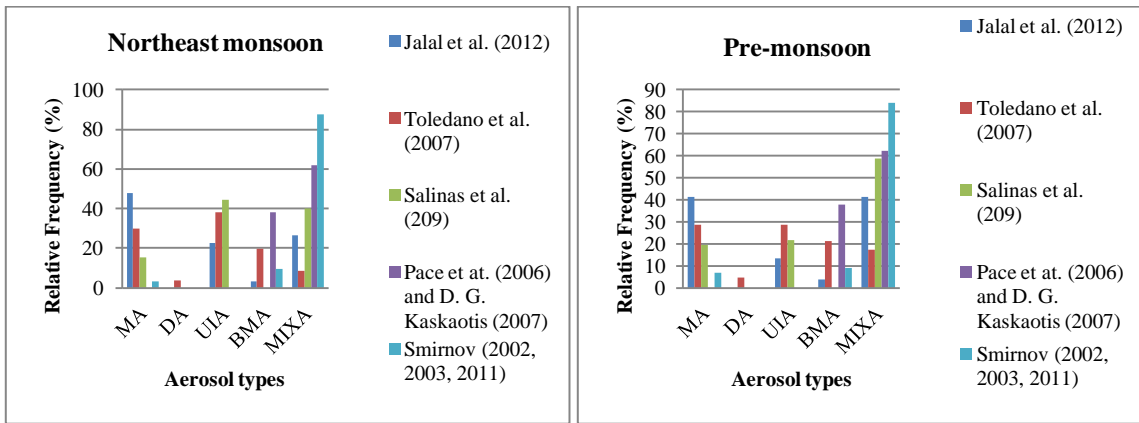 Northeast monsoon
Relative Frequency (%)
100
80
60
40
20
0
MA
DA
UIA
BMA
MIXA
Aerosol types
Jalal et al. (2012)
Toledano et al.
(2007)
Salinas et al.
(209)
Pace et at. (2006)
and D. G.
Kaskaotis (2007)
Smirnov (2002,
2003, 2011)
Pre-monsoon
Relative Frequency (%)
90
80
70
60
50
40
30
20
10
0
MA
DA
UIA
BMA
MIXA
Aerosol types
Jalal et al. (2012)
Toledano et al.
(2007)
Salinas et al.
(209)
Pace et at. (2006)
and D. G.
Kaskaotis (2007)
Smirnov (2002,
2003, 2011)